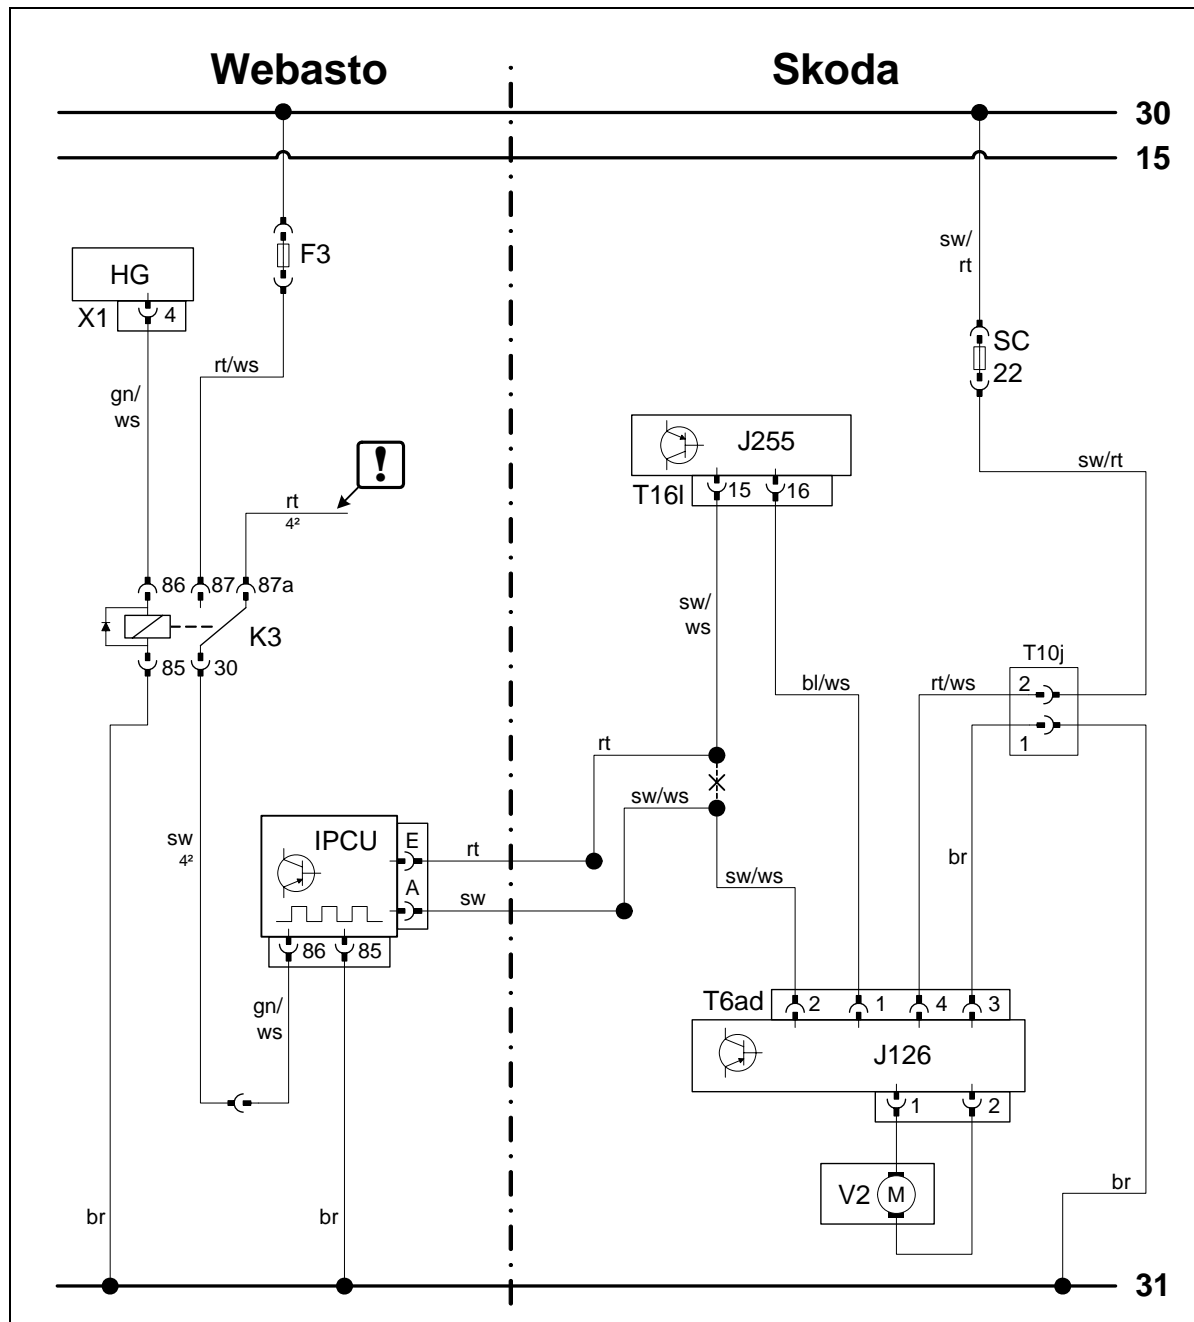 Webasto
Skoda
30
15
F3
HG
X1
4
sw/
rt
SC
22
rt/ws
gn/
ws
!
J255
sw/rt
T16l
15
16
rt
4²
86
87
87a
K3
sw/
ws
85
30
T10j
bl/ws
rt/ws
2
1
rt
sw/ws
IPCU
E
rt
sw
4²
br
A
sw/ws
sw
86
85
T6ad
2
1
4
3
gn/
ws
J126
1
2
V2
M
br
br
br
31